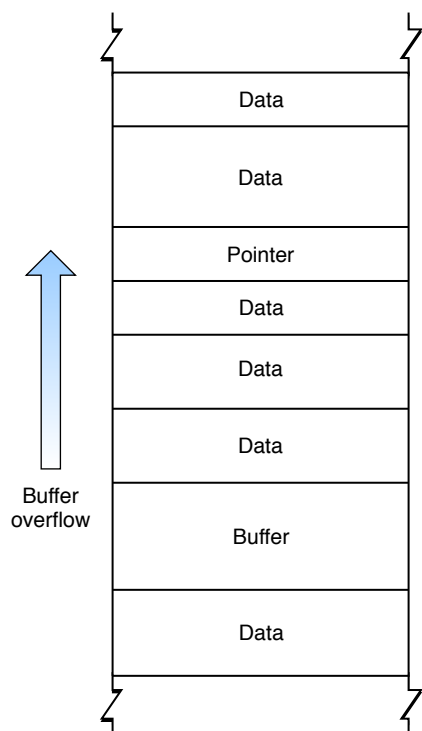 Data
Data
Pointer
Data
Data
Data
Buffer
overflow
Buffer
Data